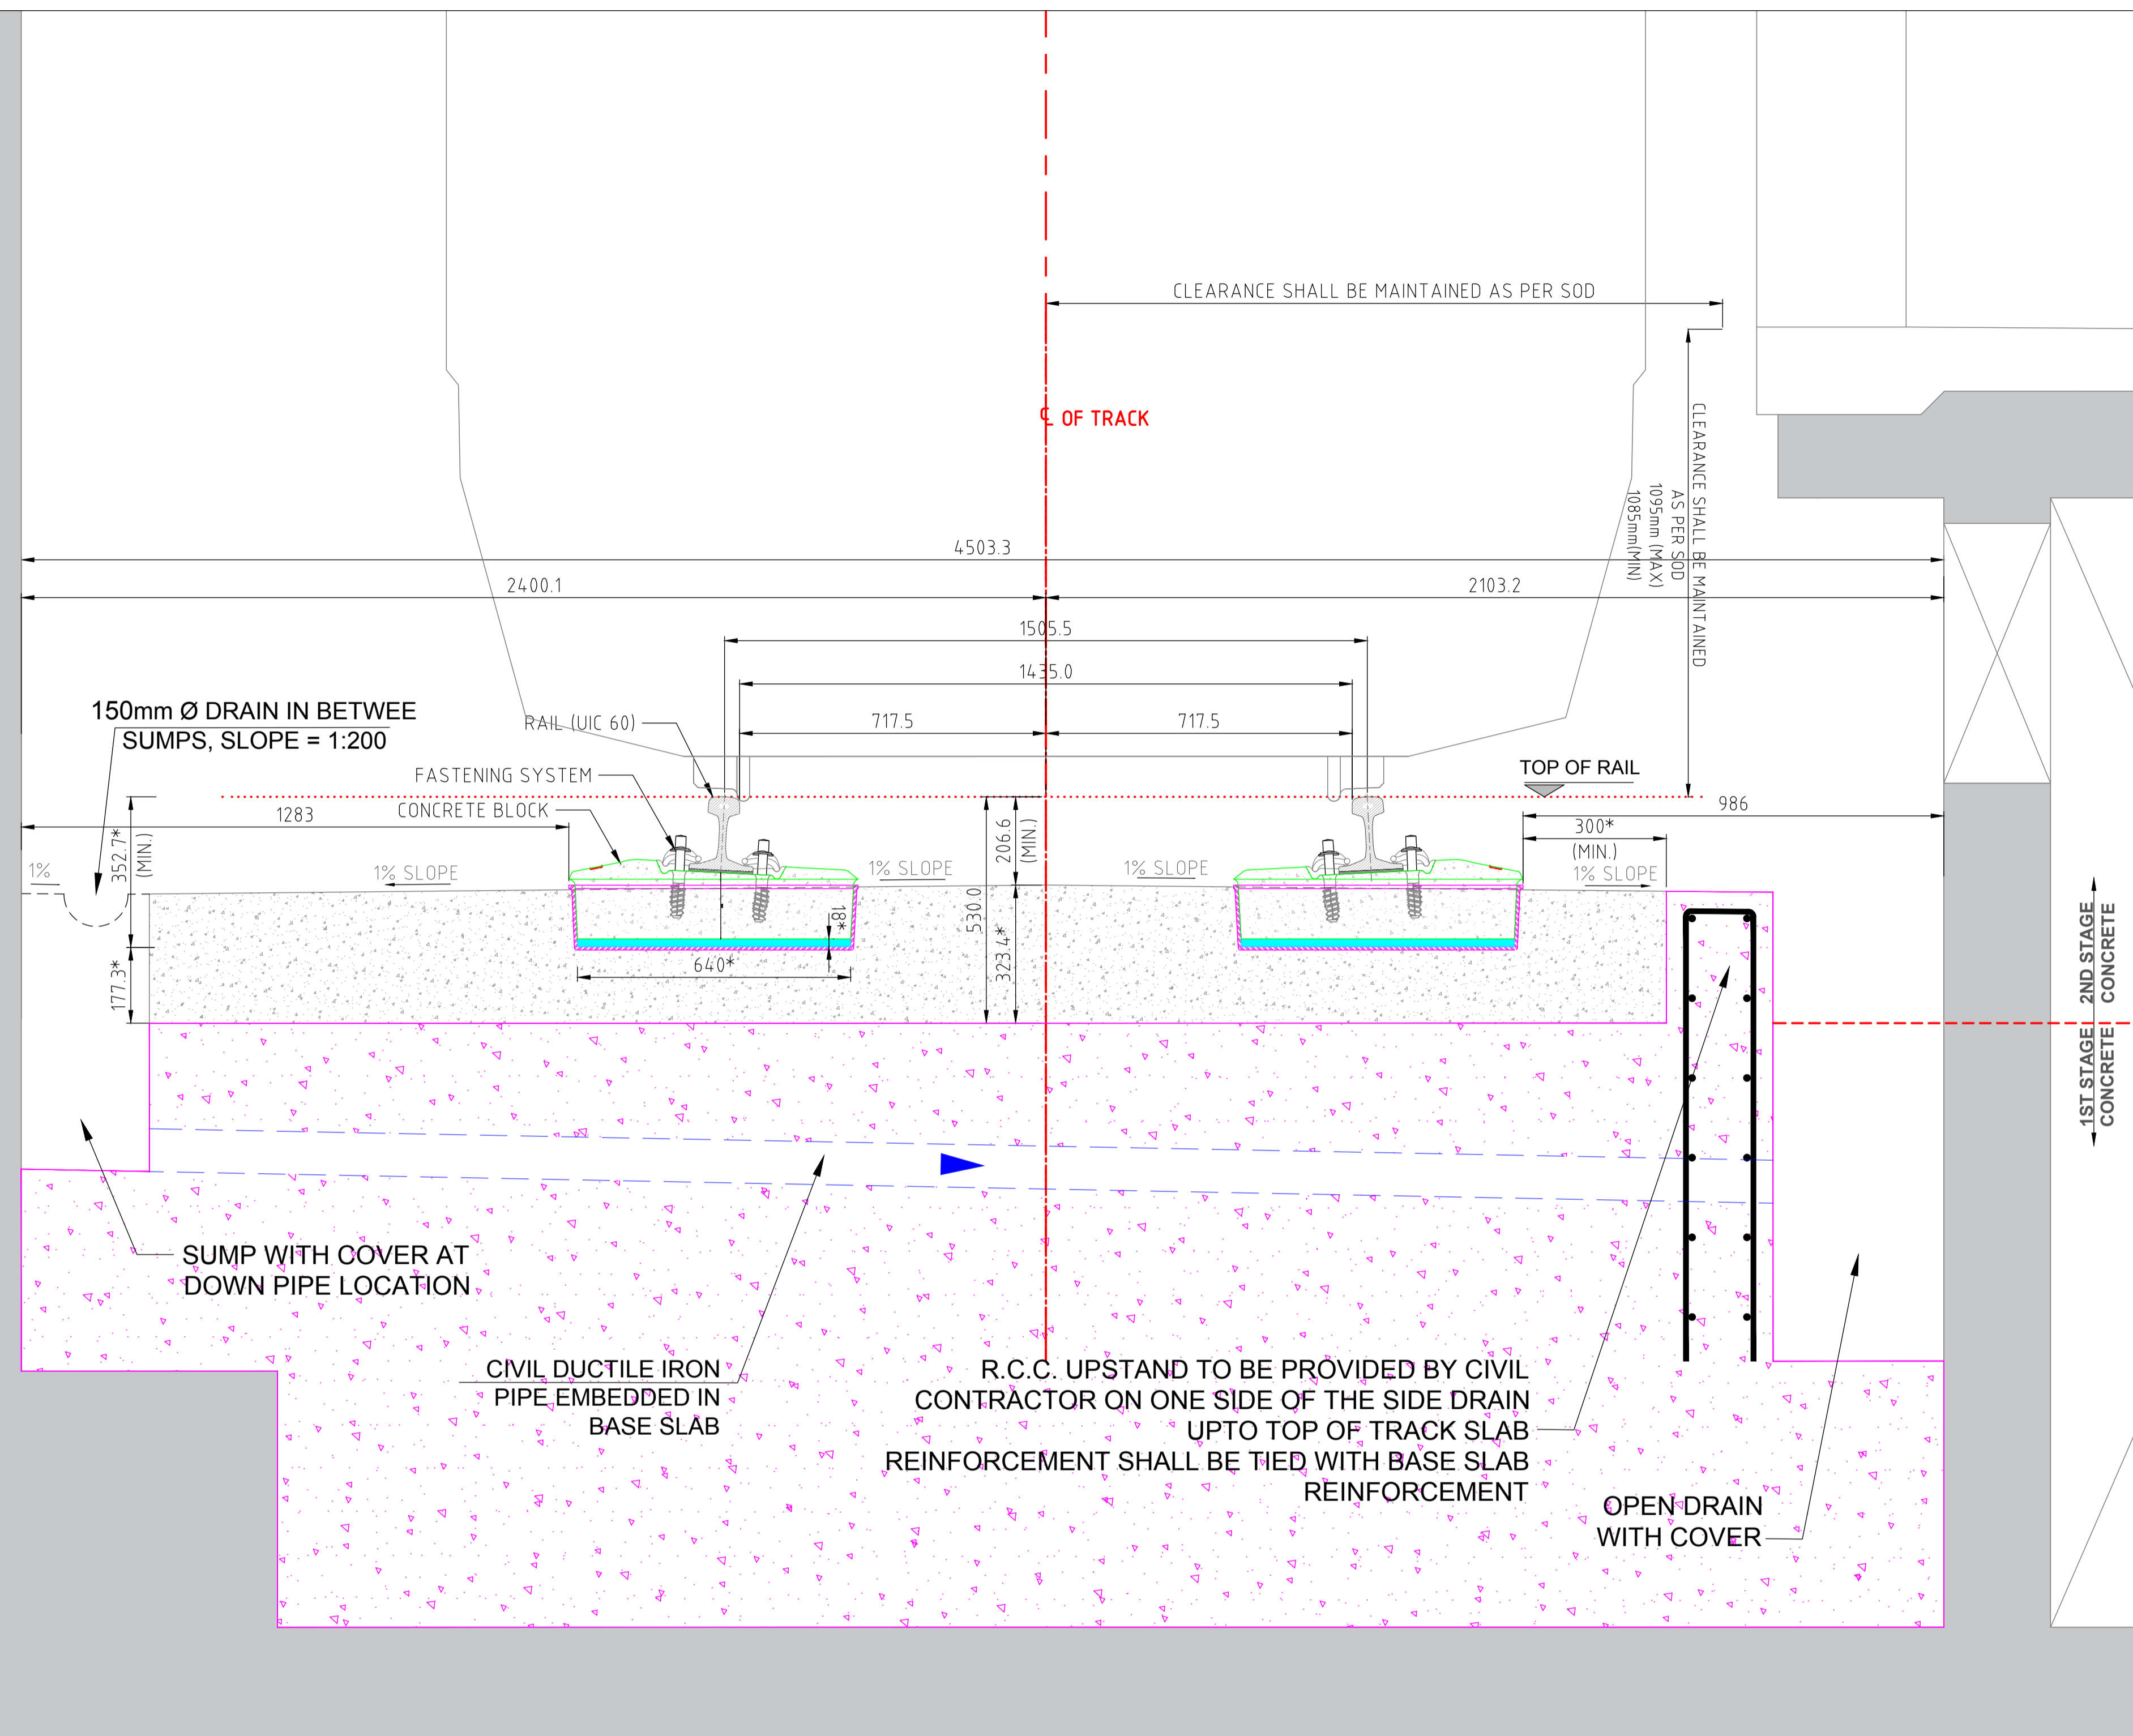 CLEARANCE SHALL BE MAINTAINED AS PER SOD
℄ OF TRACK
CLEARANCE SHALL BE MAINTAINED
AS PER SOD
1095mm (MAX)
1085mm(MIN)
4503.3
2400.1
2103.2
1505.5
1435.0
717.5
717.5
150mm Ø DRAIN IN BETWEE
SUMPS, SLOPE = 1:200
RAIL (UIC 60)
FASTENING SYSTEM
CONCRETE BLOCK
TOP OF RAIL
1283
986
300*
(MIN.)
352.7*
(MIN.)
177.3*
1%
1% SLOPE
1% SLOPE
1% SLOPE
1% SLOPE
206.6
(MIN.)
530.0
323.4*
18*
640*
2ND STAGE
CONCRETE
1ST STAGE
CONCRETE
SUMP WITH COVER AT
DOWN PIPE LOCATION
CIVIL DUCTILE IRON
PIPE EMBEDDED IN
BASE SLAB
R.C.C. UPSTAND TO BE PROVIDED BY CIVIL
CONTRACTOR ON ONE SIDE OF THE SIDE DRAIN
UPTO TOP OF TRACK SLAB
REINFORCEMENT SHALL BE TIED WITH BASE SLAB
REINFORCEMENT
OPEN DRAIN
WITH COVER